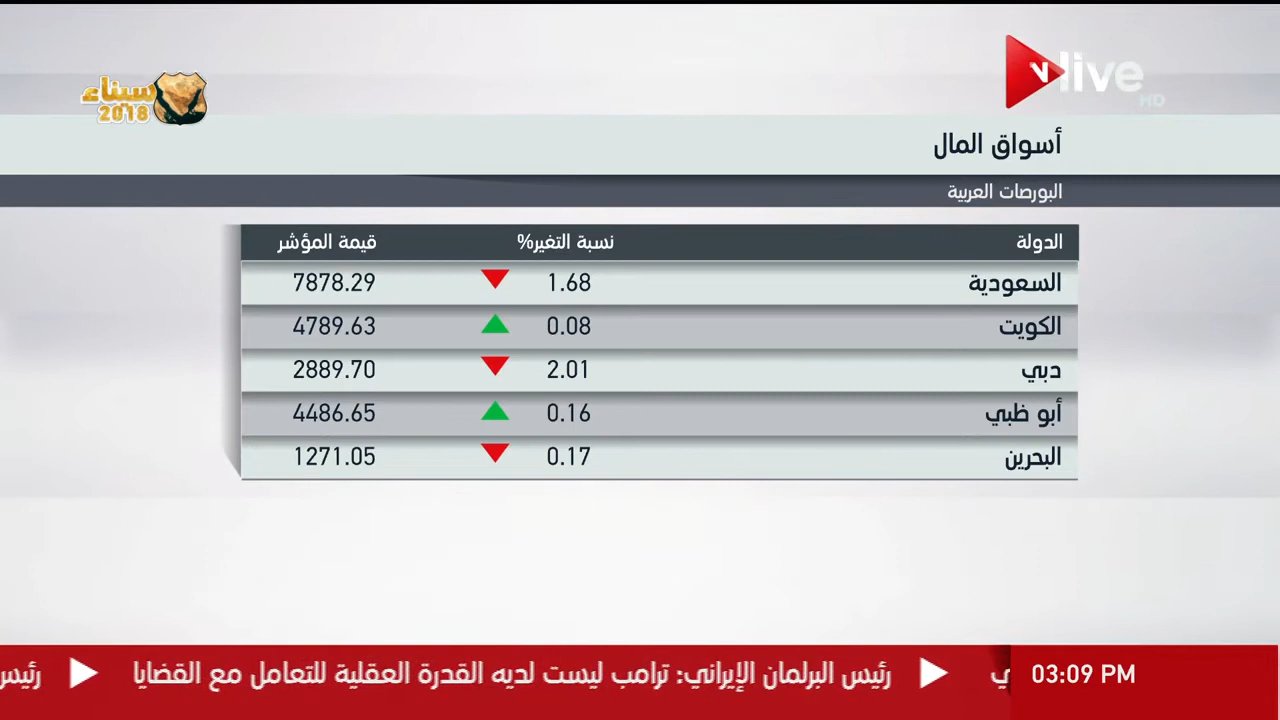 live
HD
سيناء
2018
أسواق المال
البورصات العربية
الدولة نسبة التغير% قيمة المؤشر
السعودية 1.68 7878.29
الكويت 0.08 4789.63
دبي 2.01 2889.70
أبو ظبي 0.16 4486.65
البحرين 0.17 1271.05
03:09 PM
ي رئيس البرلمان الإيراني: ترامب ليست لديه القدرة العقلية للتعامل مع القضايا رئيس